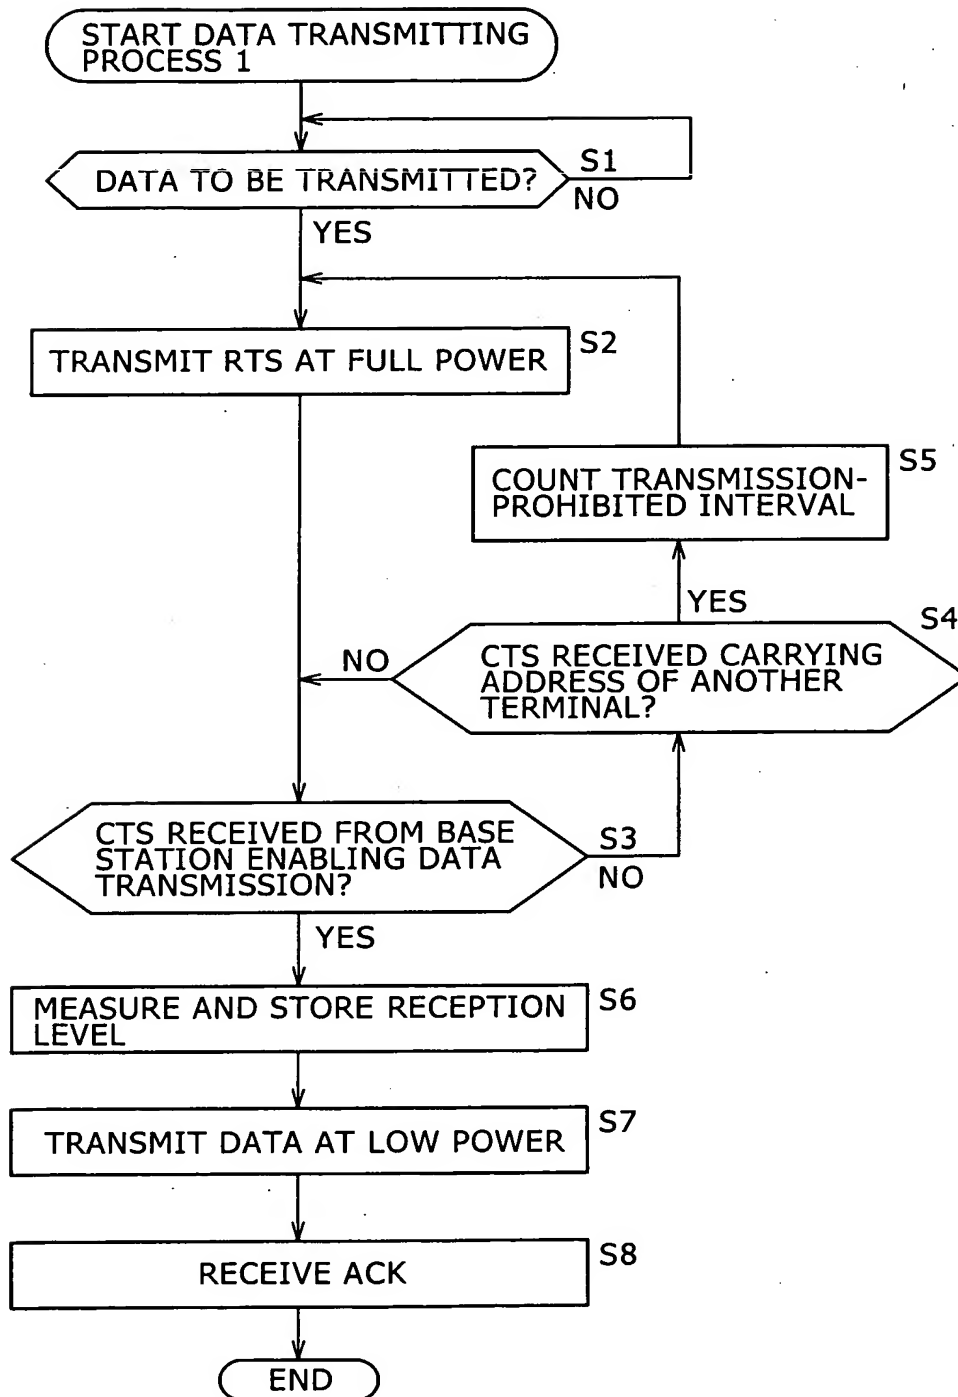 START DATA TRANSMITTING
PROCESS 1
S1
DATA TO BE TRANSMITTED?
NO
YES
S2
TRANSMIT RTS AT FULL POWER
S5
COUNT TRANSMISSION-
PROHIBITED INTERVAL
YES
S4
NO
CTS RECEIVED CARRYING
ADDRESS OF ANOTHER
TERMINAL?
CTS RECEIVED FROM BASE
STATION ENABLING DATA
TRANSMISSION?
S3
NO
YES
S6
MEASURE AND STORE RECEPTION
LEVEL
S7
TRANSMIT DATA AT LOW POWER
S8
RECEIVE ACK
END